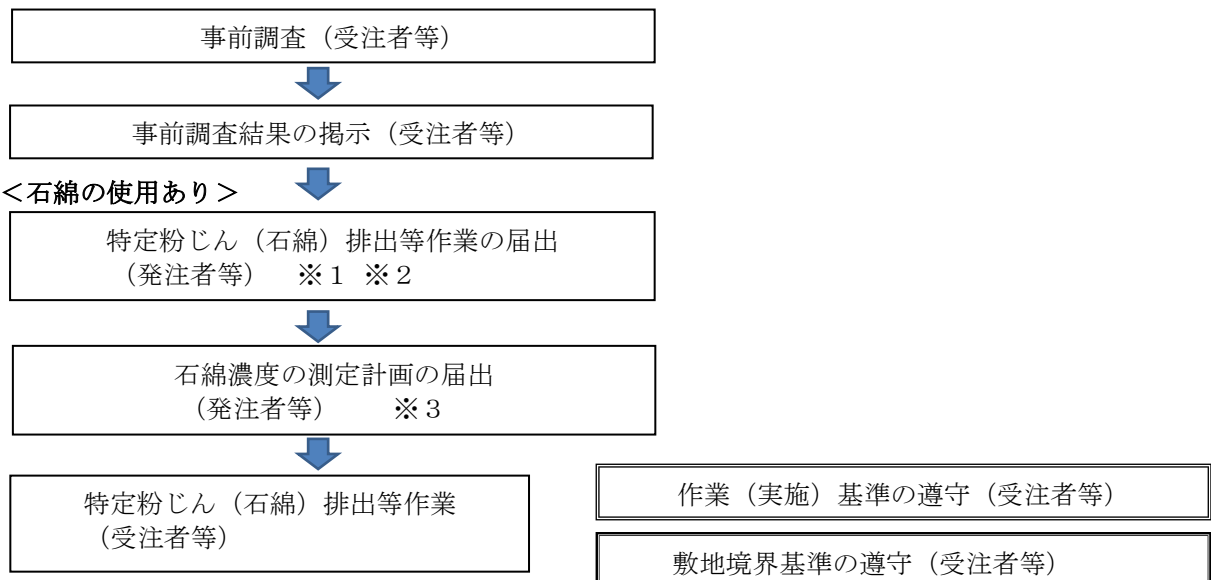 事前調査（受注者等）
事前調査結果の掲示（受注者等）
＜石綿の使用あり＞
特定粉じん（石綿）排出等作業の届出
（発注者等）　※１ ※２
石綿濃度の測定計画の届出
（発注者等）　　※３
特定粉じん（石綿）排出等作業
（受注者等）
作業（実施）基準の遵守（受注者等）
敷地境界基準の遵守（受注者等）